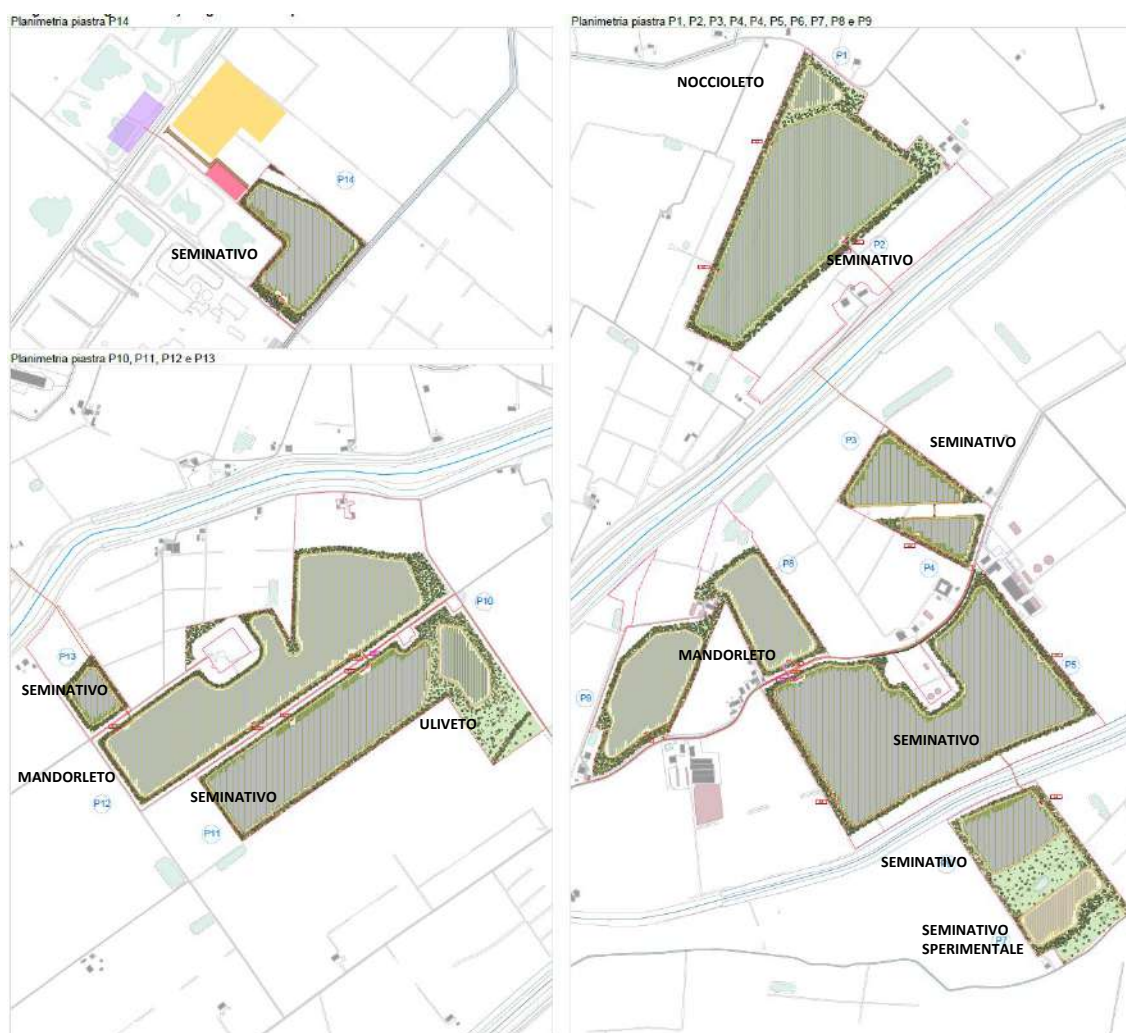 Planimetria piastra P14
P14
SEMINATIVO
Planimetria piastra P10, P11, P12 e P13
P10
P13
SEMINATIVO
ULIVETO
MANDORLETO
SEMINATIVO
P12
P11
Planimetria piastra P1, P2, P3, P4, P4, P5, P6, P7, P8 e P9
P1
NOCCIOLETO
P2
SEMINATIVO
P3
SEMINATIVO
P4
P8
MANDORLETO
P5
P9
SEMINATIVO
SEMINATIVO
SEMINATIVO
SPERIMENTALE
P7